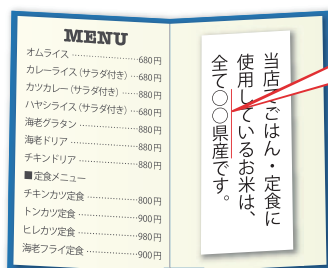 MENU
オムライス ‥‥‥‥‥‥‥680円
カレーライス（サラダ付き）‥680円
カツカレー（サラダ付き）‥‥880円
ハヤシライス（サラダ付き）‥680円
海老グラタン ‥‥‥‥‥‥880円
海老ドリア ‥‥‥‥‥‥‥880円
チキンドリア ‥‥‥‥‥‥880円
■定食メニュー
チキンカツ定食 ‥‥‥‥‥800円
トンカツ定食 ‥‥‥‥‥‥900円
ヒレカツ定食 ‥‥‥‥‥‥980円
海老フライ定食 ‥‥‥‥‥900円
当店でごはん・定食に
使用しているお米は、
全て○○県産です。